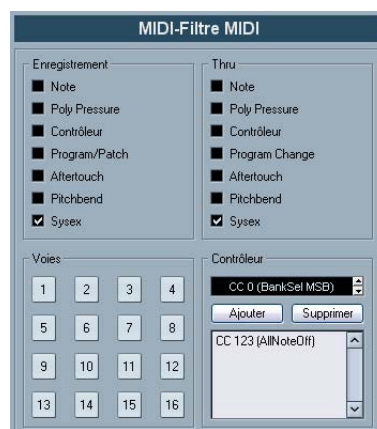 MIDI-Filtre MIDI
Enregistrement
Note
Poly Pressure
Contrôleur
Program/Patch
Aftertouch
Pitchbend
Sysex
Thru
Note
Poly Pressure
Contrôleur
Program Change
Aftertouch
Pitchbend
Sysex
Voies
1 2 3 4
5 6 7 8
9 10 11 12
13 14 15 16
Contrôleur
CC 0 (BankSel MSB)
Ajouter Supprimer
CC 123 (AllNoteOff)